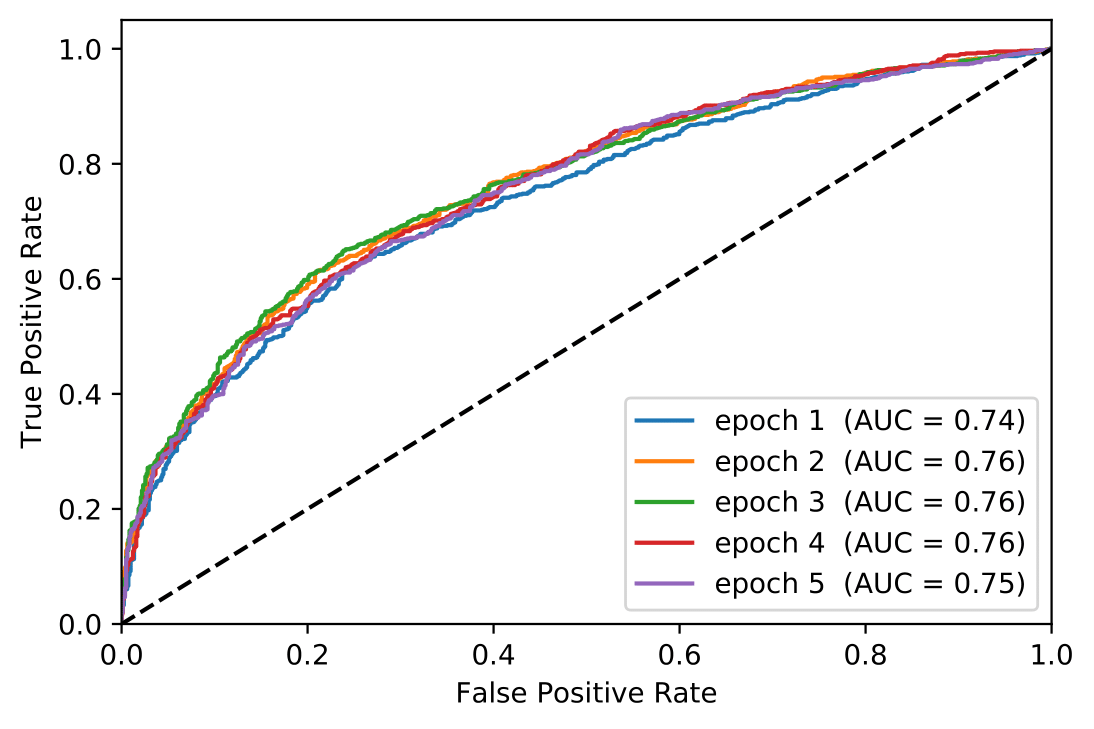 1.0
0.8
0.6
0.4
0.2
0.0
True Positive Rate
epoch 1 (AUC = 0.74)
epoch 2 (AUC = 0.76)
epoch 3 (AUC = 0.76)
epoch 4 (AUC = 0.76)
epoch 5 (AUC = 0.75)
0.0 0.2 0.4 0.6 0.8 1.0
False Positive Rate